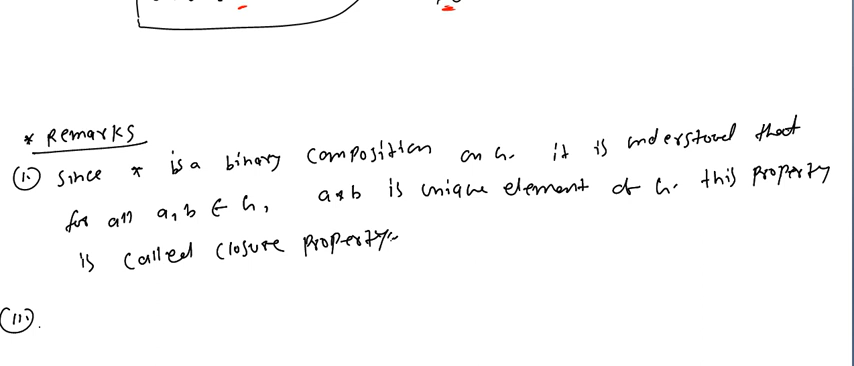 * Remarks
(i) Since * is a binary composition on G. it is understood that
for all a, b ∈ G, a*b is unique element of G. this property
is called closure property.
(ii).